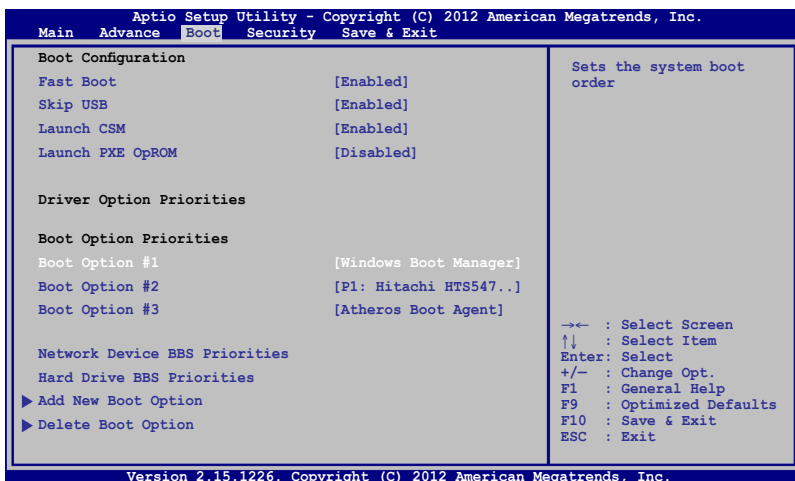 Aptio Setup Utility - Copyright (C) 2012 American Megatrends, Inc.
Main Advance Boot Security Save & Exit
Boot Configuration
Fast Boot [Enabled]
Skip USB [Enabled]
Launch CSM [Enabled]
Launch PXE OpROM [Disabled]
Driver Option Priorities
Boot Option Priorities
Boot Option #1 [Windows Boot Manager]
Boot Option #2 [P1: Hitachi HTS547..]
Boot Option #3 [Atheros Boot Agent]
Network Device BBS Priorities
Hard Drive BBS Priorities
Add New Boot Option
Delete Boot Option
Sets the system boot
order
→← : Select Screen
↑↓ : Select Item
Enter: Select
+/— : Change Opt.
F1 : General Help
F9 : Optimized Defaults
F10 : Save & Exit
ESC : Exit
Version 2.15.1226. Copyright (C) 2012 American Megatrends, Inc.